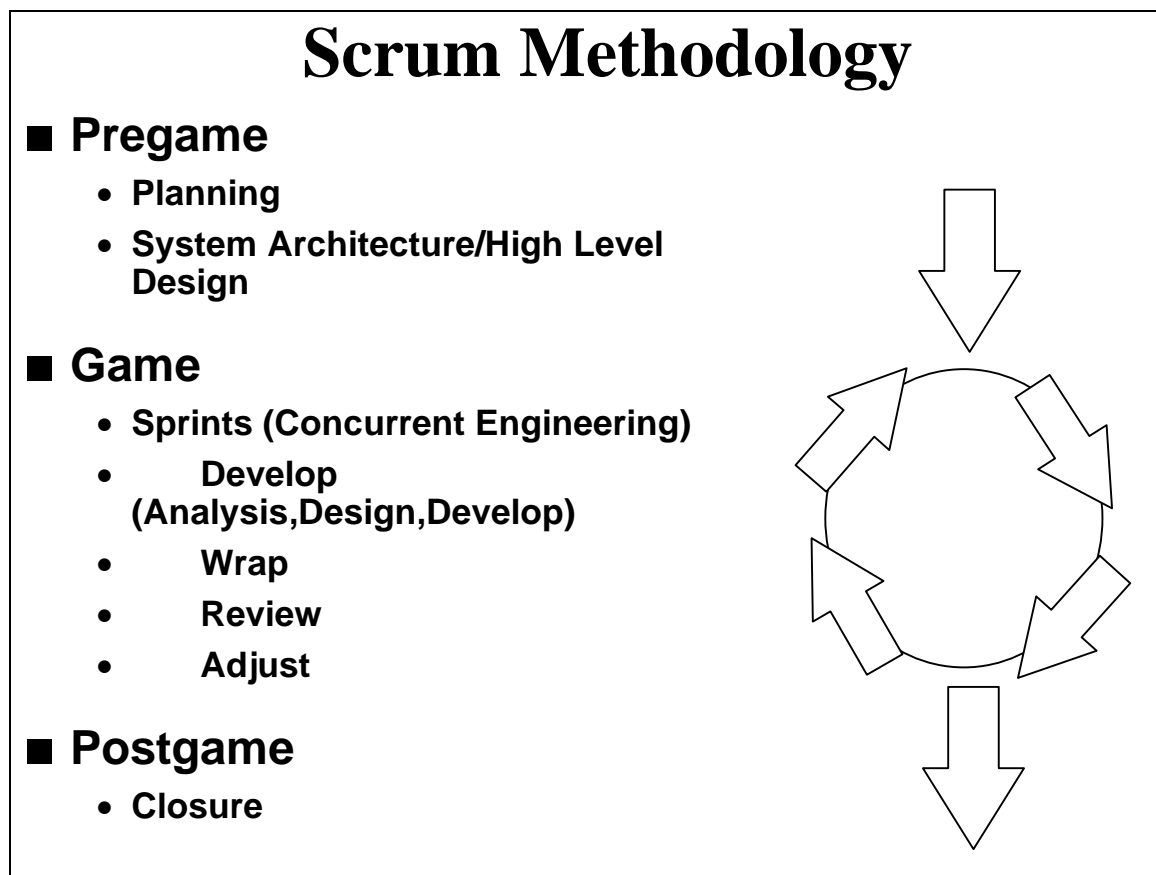 Scrum Methodology
■ Pregame
• Planning
• System Architecture/High Level
Design
■ Game
• Sprints (Concurrent Engineering)
• Develop
(Analysis,Design,Develop)
• Wrap
• Review
• Adjust
■ Postgame
• Closure